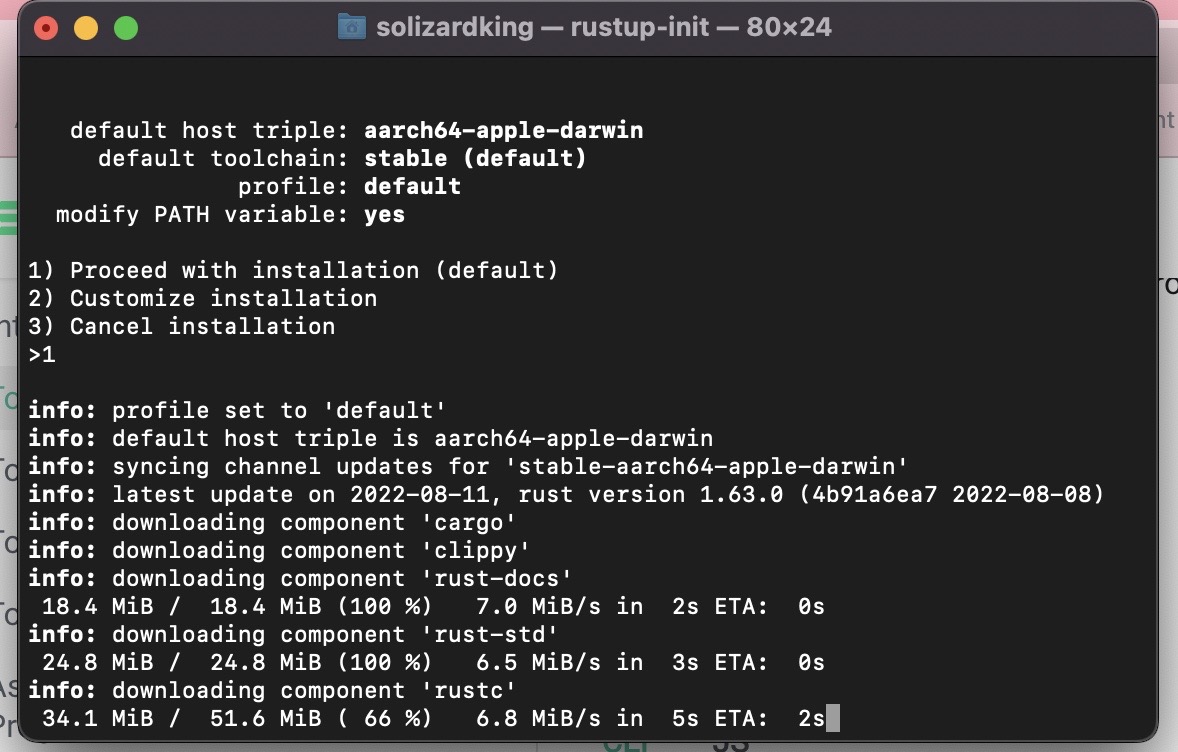 solizardking — rustup-init — 80×24
default host triple: aarch64-apple-darwin
default toolchain: stable (default)
profile: default
modify PATH variable: yes
1) Proceed with installation (default)
2) Customize installation
3) Cancel installation
>1
info: profile set to 'default'
info: default host triple is aarch64-apple-darwin
info: syncing channel updates for 'stable-aarch64-apple-darwin'
info: latest update on 2022-08-11, rust version 1.63.0 (4b91a6ea7 2022-08-08)
info: downloading component 'cargo'
info: downloading component 'clippy'
info: downloading component 'rust-docs'
18.4 MiB / 18.4 MiB (100 %) 7.0 MiB/s in 2s ETA: 0s
info: downloading component 'rust-std'
24.8 MiB / 24.8 MiB (100 %) 6.5 MiB/s in 3s ETA: 0s
info: downloading component 'rustc'
34.1 MiB / 51.6 MiB ( 66 %) 6.8 MiB/s in 5s ETA: 2s